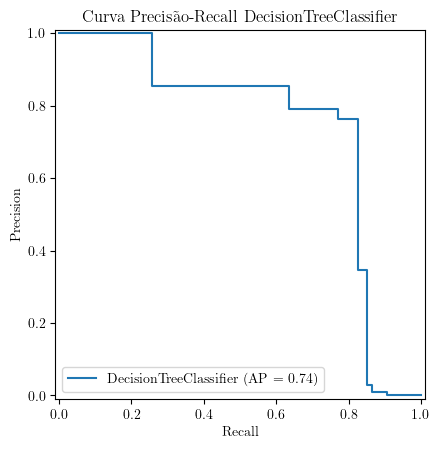 Curva Precisão-Recall DecisionTreeClassifier
1.0
0.8
0.6
0.4
0.2
0.0
Precision
DecisionTreeClassifier (AP = 0.74)
0.0 0.2 0.4 0.6 0.8 1.0
Recall